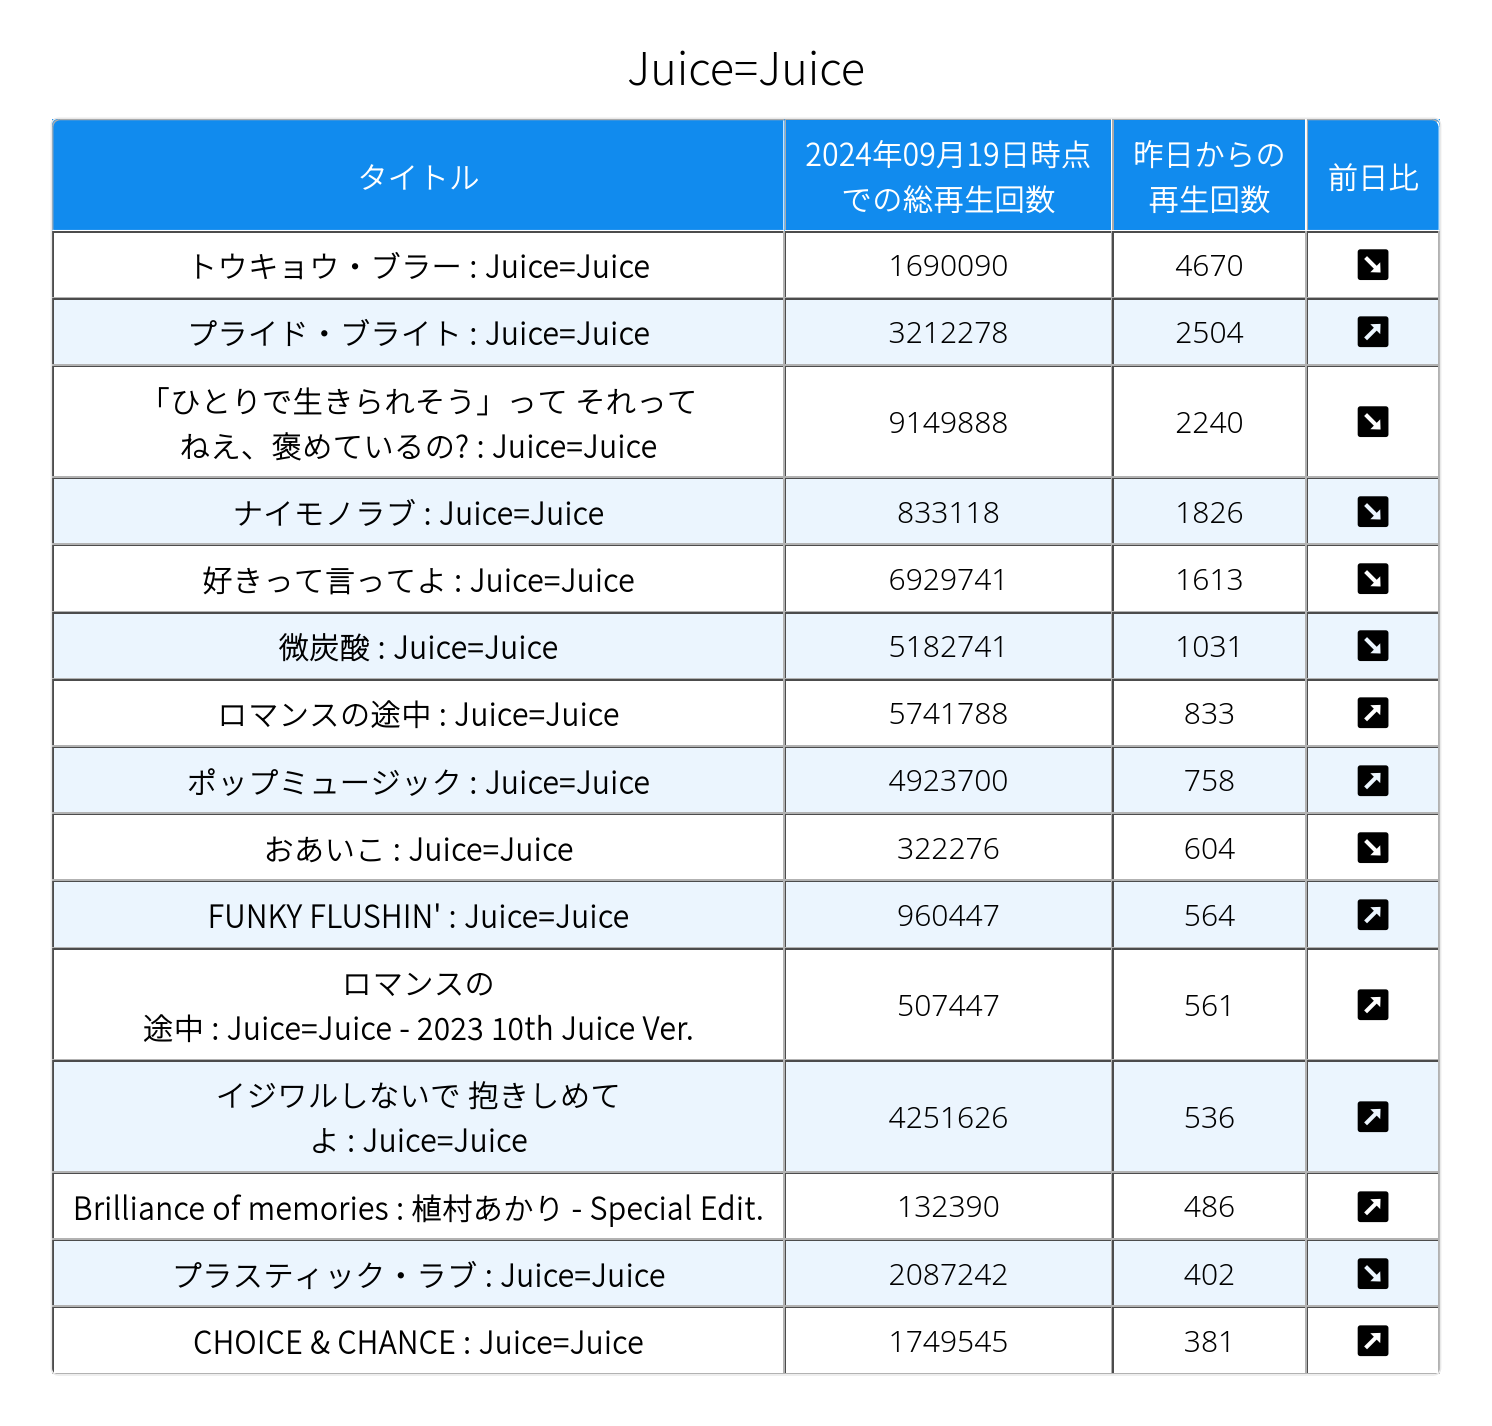 Juice=Juice
タイトル
2024年09月19日時点
での総再生回数
昨日からの
再生回数
前日比
トウキョウ・ブラー : Juice=Juice 1690090 4670 ↘
プライド・ブライト : Juice=Juice 3212278 2504 ↗
「ひとりで生きられそう」って それって
ねえ、褒めているの? : Juice=Juice 9149888 2240 ↘
ナイモノラブ : Juice=Juice 833118 1826 ↘
好きって言ってよ : Juice=Juice 6929741 1613 ↘
微炭酸 : Juice=Juice 5182741 1031 ↘
ロマンスの途中 : Juice=Juice 5741788 833 ↗
ポップミュージック : Juice=Juice 4923700 758 ↗
おあいこ : Juice=Juice 322276 604 ↘
FUNKY FLUSHIN' : Juice=Juice 960447 564 ↗
ロマンスの
途中 : Juice=Juice - 2023 10th Juice Ver. 507447 561 ↗
イジワルしないで 抱きしめて
よ : Juice=Juice 4251626 536 ↗
Brilliance of memories : 植村あかり - Special Edit. 132390 486 ↗
プラスティック・ラブ : Juice=Juice 2087242 402 ↘
CHOICE & CHANCE : Juice=Juice 1749545 381 ↗